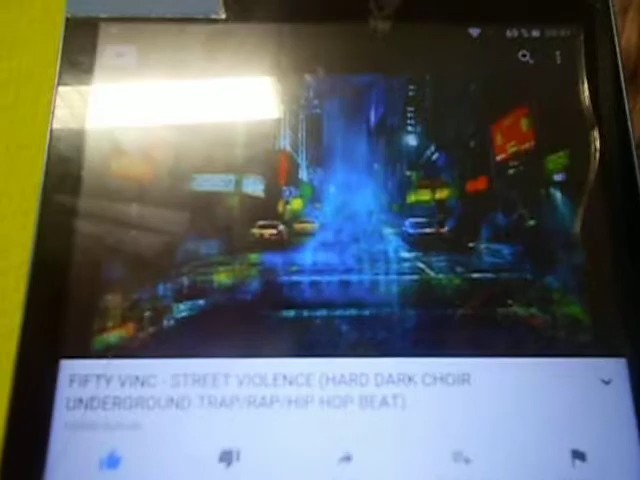 FIFTY VINC - STREET VIOLENCE (HARD DARK CHOIR
UNDERGROUND TRAP/RAP/HIP HOP BEAT)